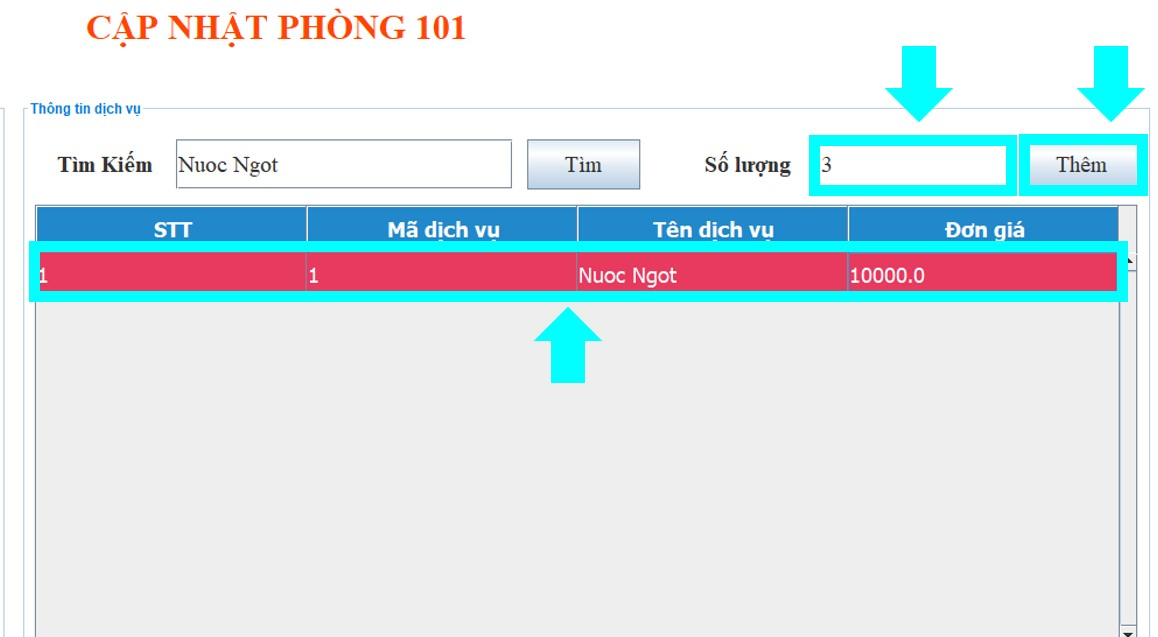 CẬP NHẬT PHÒNG 101
Thông tin dịch vụ
Tìm Kiếm Nuoc Ngot Tìm Số lượng 3 Thêm
STT Mã dịch vụ Tên dịch vụ Đơn giá
1 1 Nuoc Ngot 10000.0